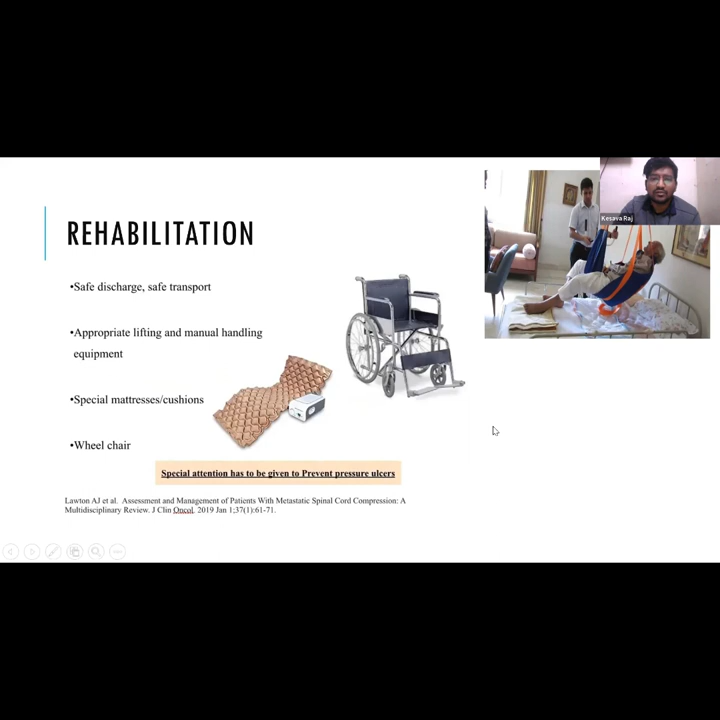 Kesava Raj
REHABILITATION
•Safe discharge, safe transport
•Appropriate lifting and manual handling
equipment
•Special mattresses/cushions
•Wheel chair
Special attention has to be given to Prevent pressure ulcers
Lawton AJ et al. Assessment and Management of Patients With Metastatic Spinal Cord Compression: A
Multidisciplinary Review. J Clin Oncol. 2019 Jan 1;37(1):61-71.